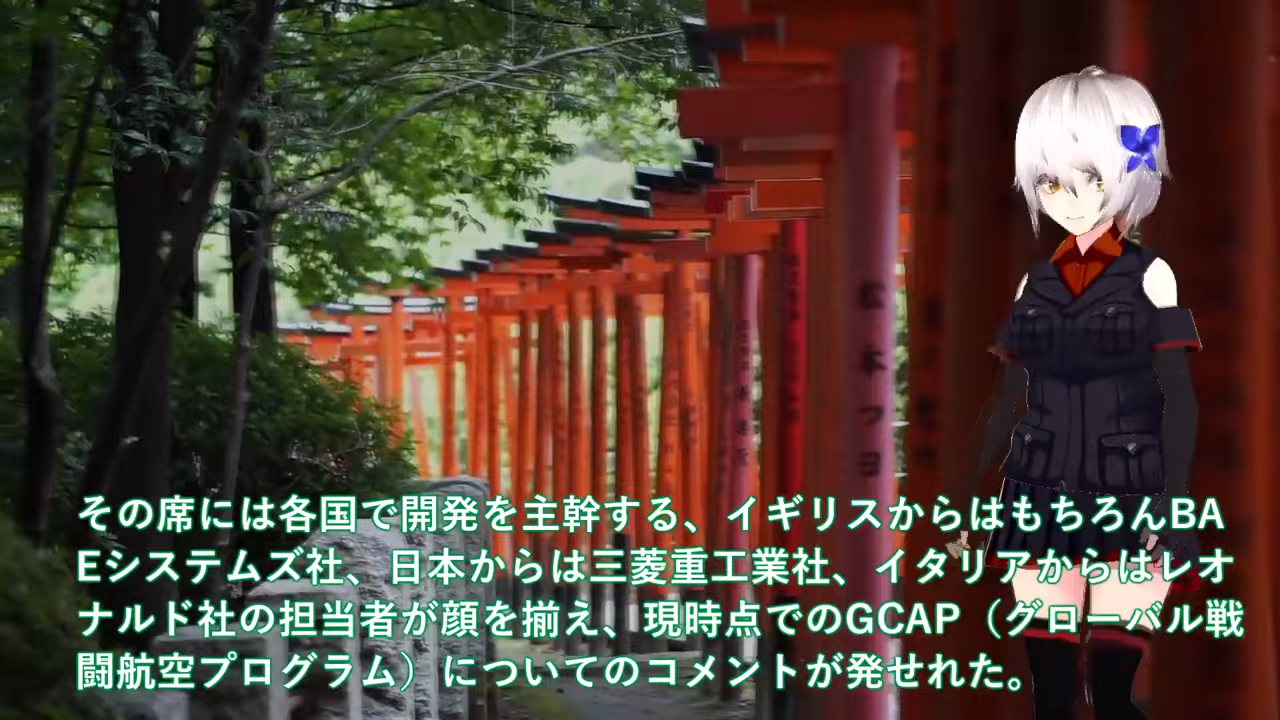 その席には各国で開発を主幹する、イギリスからはもちろんBA
Eシステムズ社、日本からは三菱重工業社、イタリアからはレオ
ナルド社の担当者が顔を揃え、現時点でのGCAP（グローバル戦
闘航空プログラム）についてのコメントが発せれた。